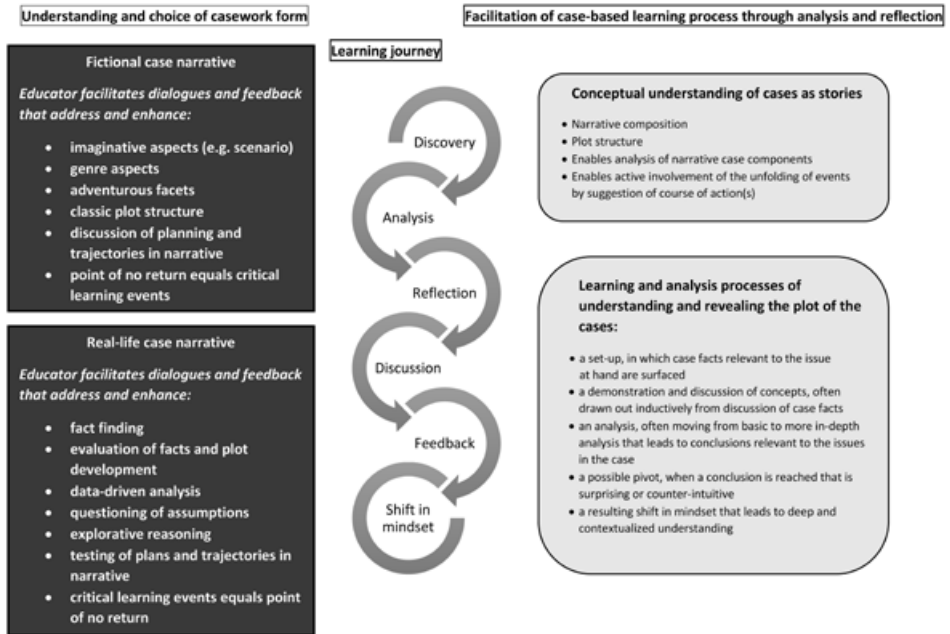 Understanding and choice of casework form
Fictional case narrative
Educator facilitates dialogues and feedback
that address and enhance:
• imaginative aspects (e.g. scenario)
• genre aspects
• adventurous facets
• classic plot structure
• discussion of planning and
trajectories in narrative
• point of no return equals critical
learning events
Real-life case narrative
Educator facilitates dialogues and feedback
that address and enhance:
• fact finding
• evaluation of facts and plot
development
• data-driven analysis
• questioning of assumptions
• explorative reasoning
• testing of plans and trajectories in
narrative
• critical learning events equals point
of no return
Learning journey
Discovery
Analysis
Reflection
Discussion
Feedback
Shift in
mindset
Facilitation of case-based learning process through analysis and reflection
Conceptual understanding of cases as stories
• Narrative composition
• Plot structure
• Enables analysis of narrative case components
• Enables active involvement of the unfolding of events
by suggestion of course of action(s)
Learning and analysis processes of
understanding and revealing the plot of the
cases:
• a set-up, in which case facts relevant to the issue
at hand are surfaced
• a demonstration and discussion of concepts, often
drawn out inductively from discussion of case facts
• an analysis, often moving from basic to more in-depth
analysis that leads to conclusions relevant to the issues
in the case
• a possible pivot, when a conclusion is reached that is
surprising or counter-intuitive
• a resulting shift in mindset that leads to deep and
contextualized understanding